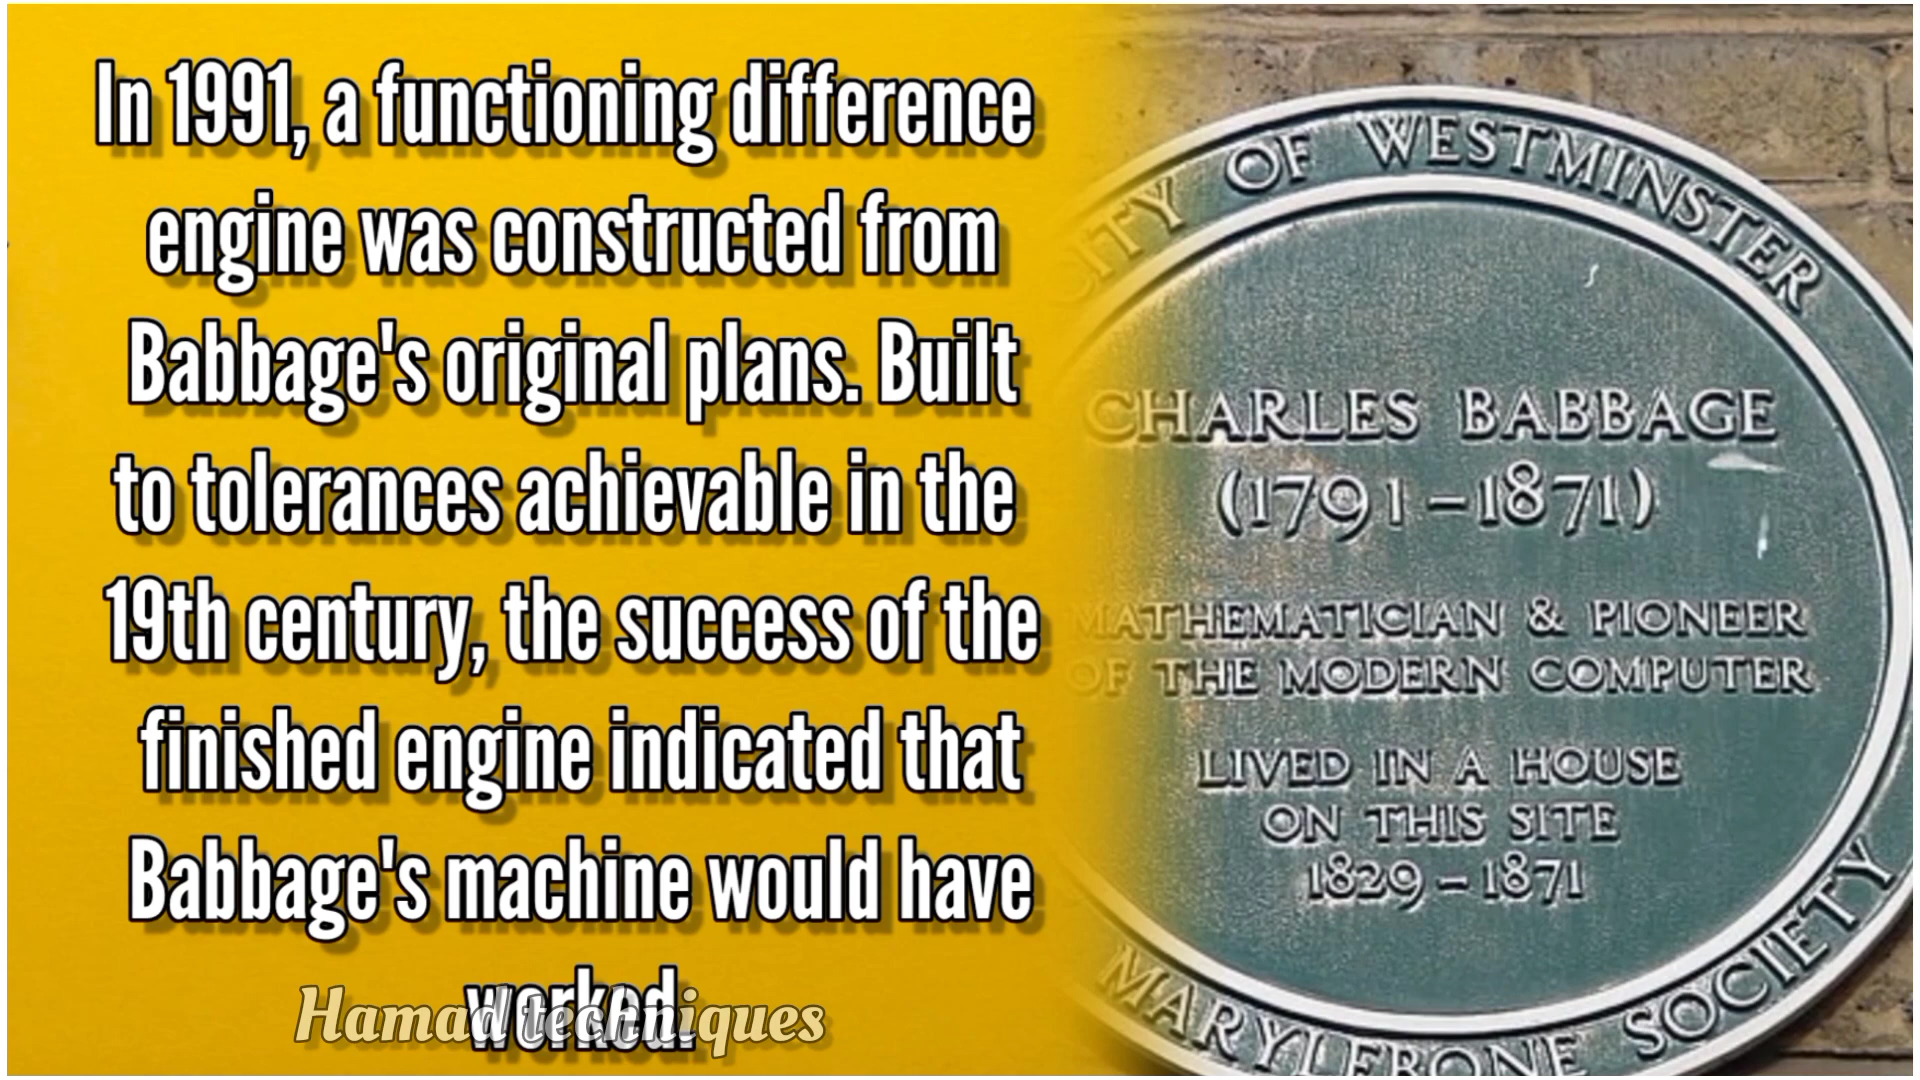 In 1991, a functioning difference
engine was constructed from
Babbage's original plans. Built
to tolerances achievable in the
19th century, the success of the
finished engine indicated that
Babbage's machine would have
worked.
Hamad techniques
CITY OF WESTMINSTER
CHARLES BABBAGE
(1791–1871)
MATHEMATICIAN & PIONEER
OF THE MODERN COMPUTER
LIVED IN A HOUSE
ON THIS SITE
1829–1871
MARYLEBONE SOCIETY